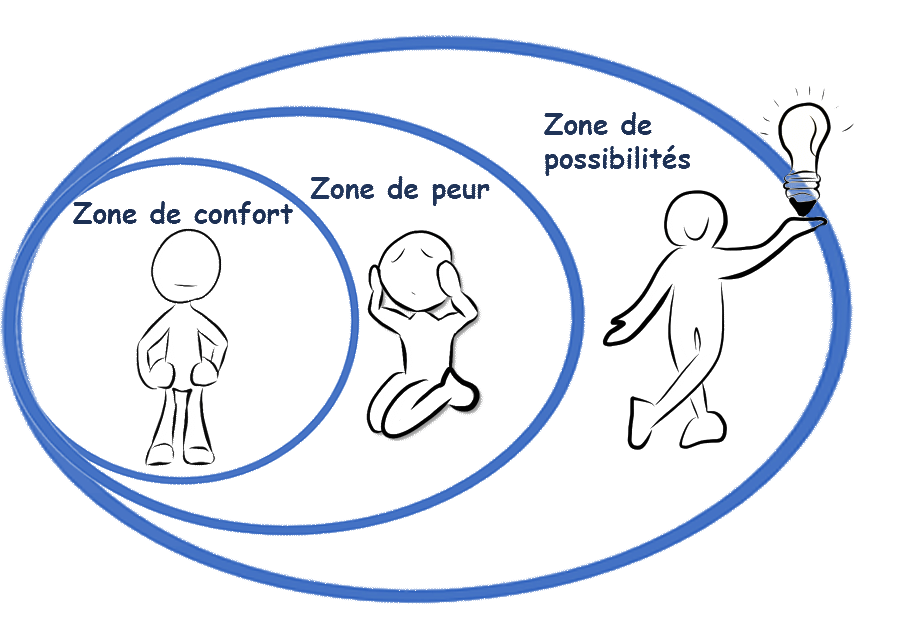 Zone de confort
Zone de peur
Zone de
possibilités